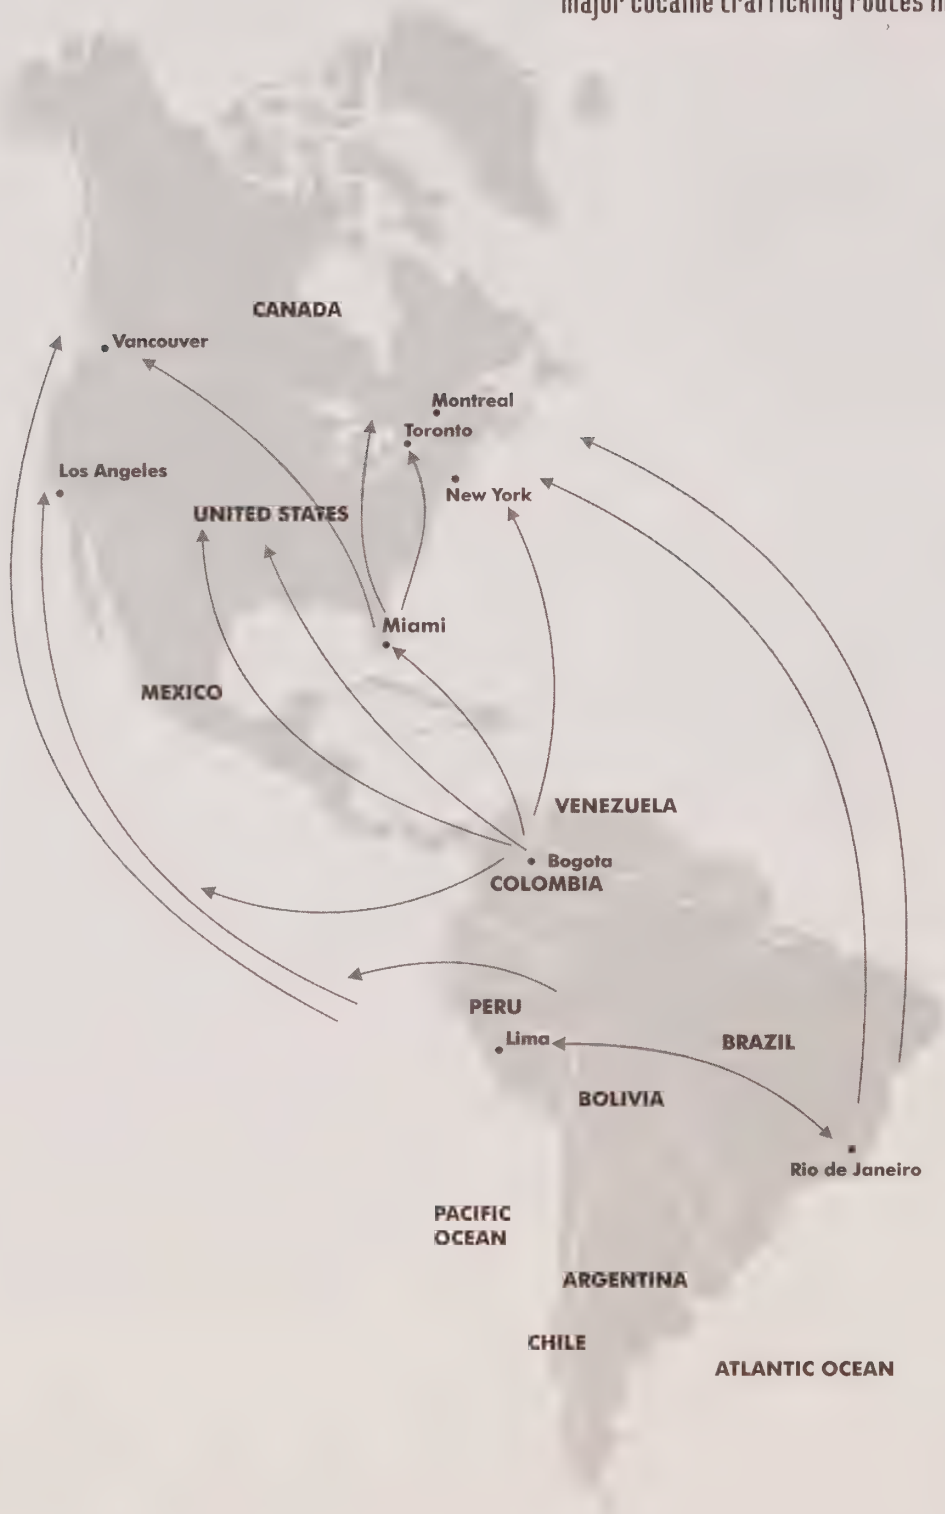 major cocaine trafficking routes
CANADA
Vancouver
Montreal
Toronto
Los Angeles
New York
UNITED STATES
Miami
MEXICO
VENEZUELA
Bogota
COLOMBIA
PERU
Lima
BRAZIL
BOLIVIA
Rio de Janeiro
PACIFIC
OCEAN
ARGENTINA
CHILE
ATLANTIC OCEAN